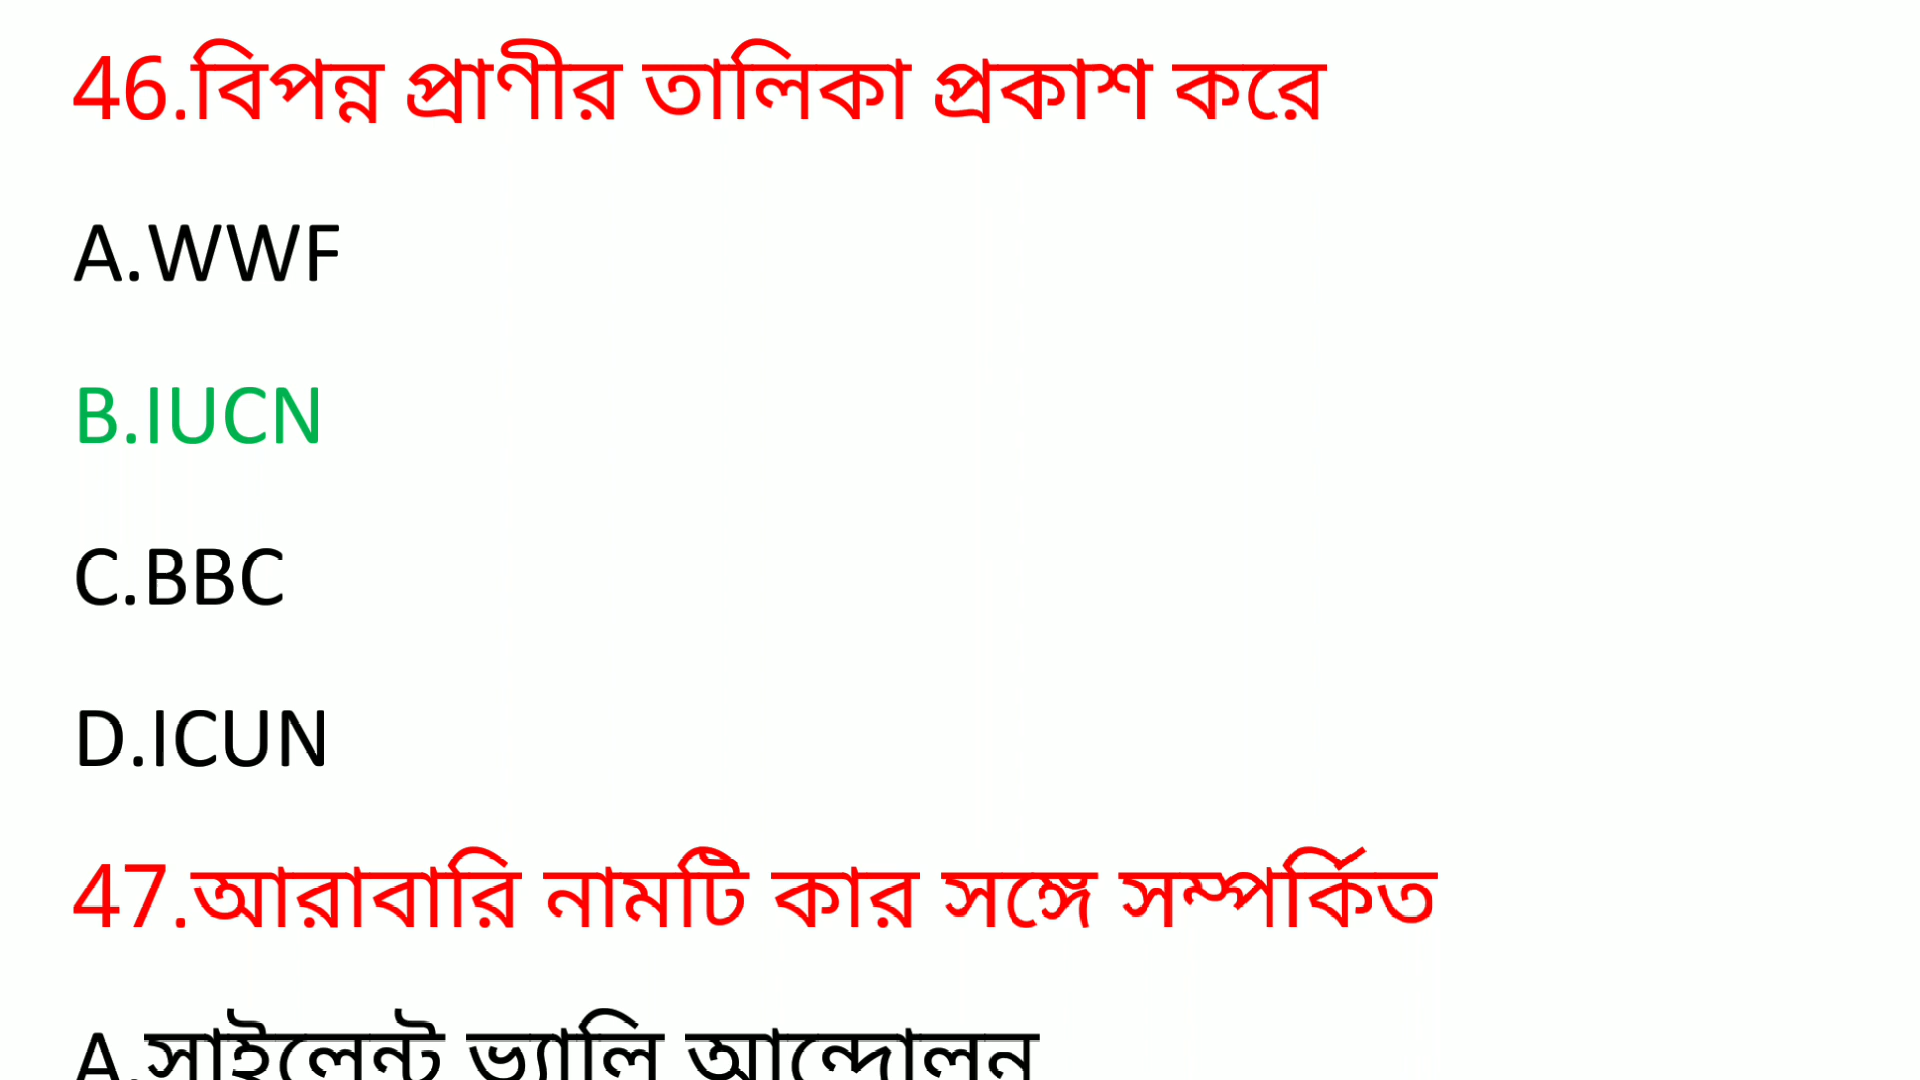 46.বিপন্ন প্রাণীর তালিকা প্রকাশ করে
A.WWF
B.IUCN
C.BBC
D.ICUN
47.আরাবারি নামটি কার সঙ্গে সম্পর্কিত
A.সাইলেন্ট ভ্যালি আন্দোলন